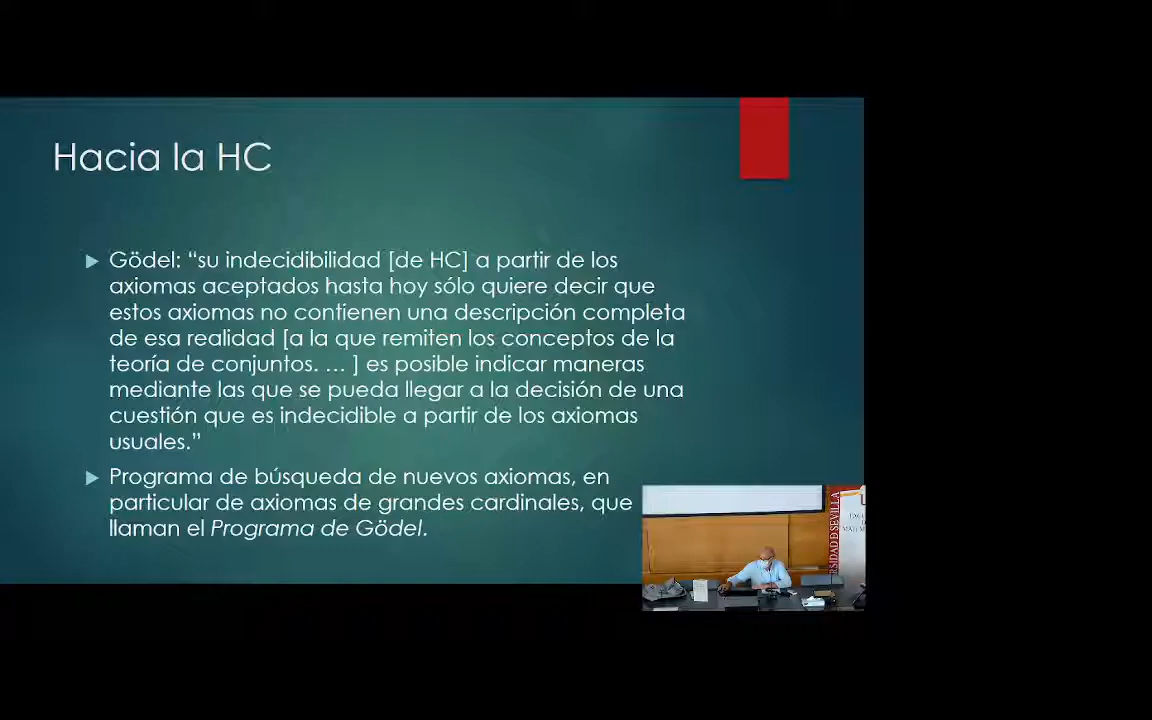 Hacia la HC
Gödel: “su indecidibilidad [de HC] a partir de los
axiomas aceptados hasta hoy sólo quiere decir que
estos axiomas no contienen una descripción completa
de esa realidad [a la que remiten los conceptos de la
teoría de conjuntos. … ] es posible indicar maneras
mediante las que se pueda llegar a la decisión de una
cuestión que es indecidible a partir de los axiomas
usuales.”
Programa de búsqueda de nuevos axiomas, en
particular de axiomas de grandes cardinales, que
llaman el Programa de Gödel.